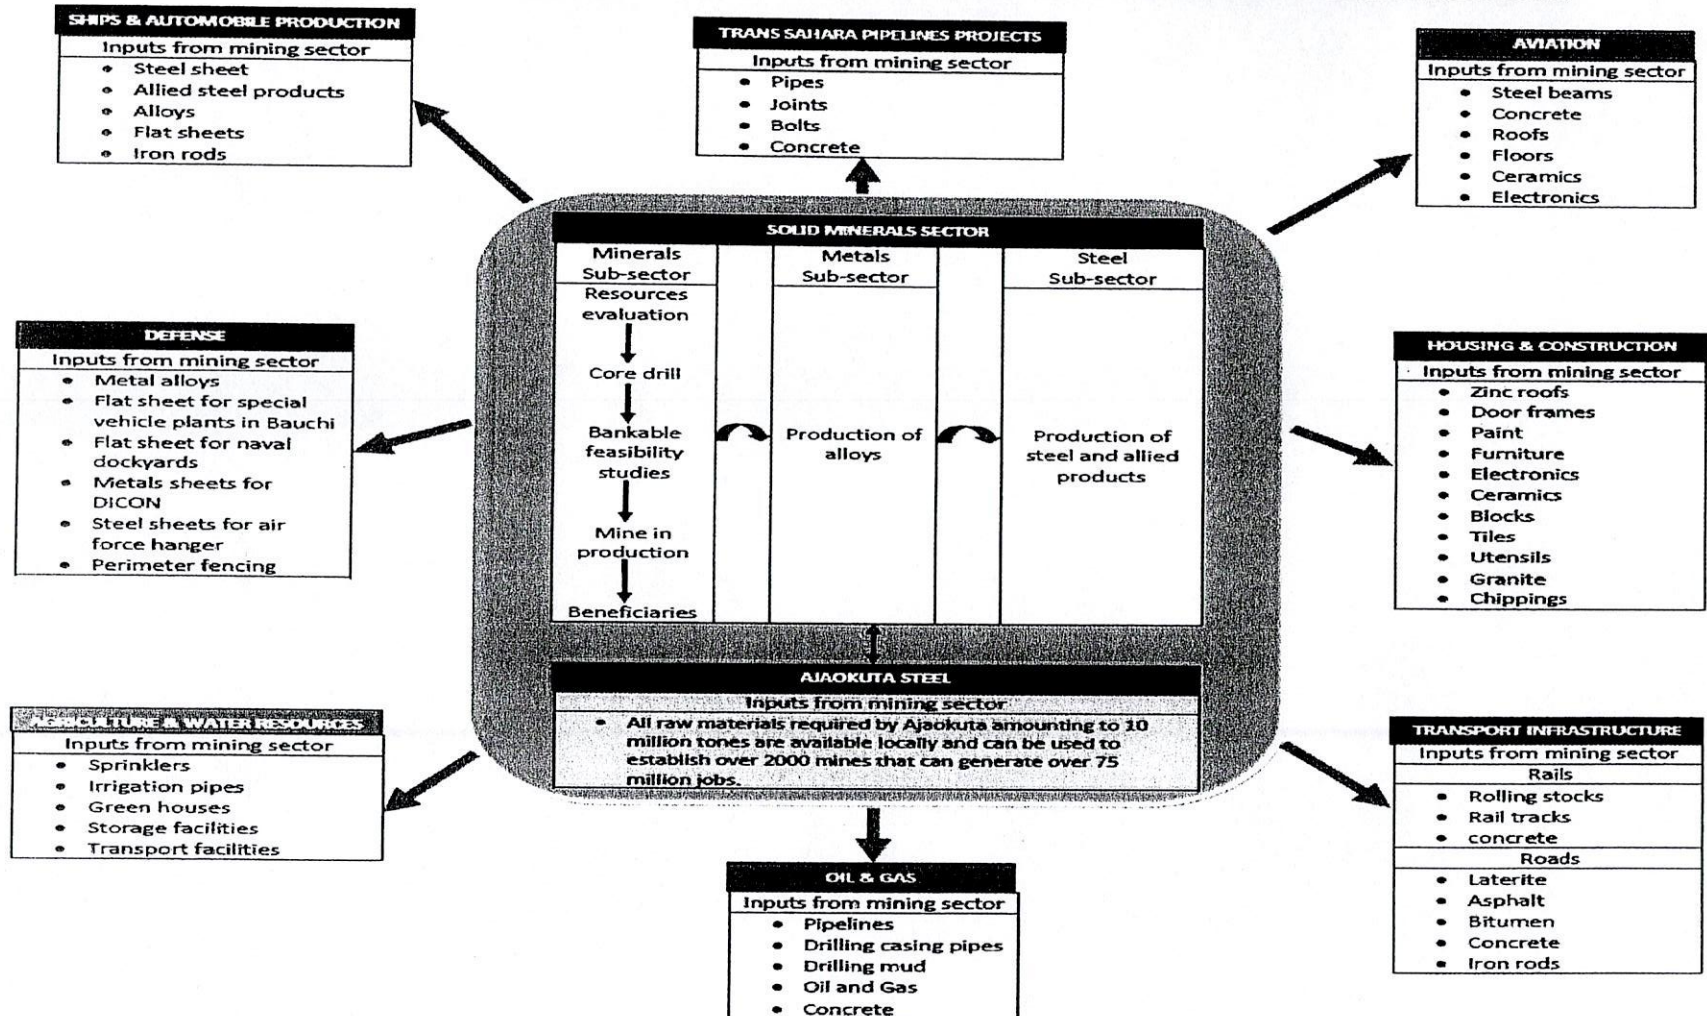 SHIPS & AUTOMOBILE PRODUCTION
Inputs from mining sector
Steel sheet
Allied steel products
Alloys
Flat sheets
Iron rods
TRANS SAHARA PIPELINES PROJECTS
Inputs from mining sector
Pipes
Joints
Bolts
Concrete
AVIATION
Inputs from mining sector
Steel beams
Concrete
Roofs
Floors
Ceramics
Electronics
SOLID MINERALS SECTOR
Minerals
Sub-sector
Resources
evaluation
Core drill
Bankable
feasibility
studies
Mine in
production
Beneficiaries
Metals
Sub-sector
Production of
alloys
Steel
Sub-sector
Production of
steel and allied
products
DEFENSE
Inputs from mining sector
Metal alloys
Flat sheet for special
vehicle plants in Bauchi
Flat sheet for naval
dockyards
Metals sheets for
DICON
Steel sheets for air
force hanger
Perimeter fencing
HOUSING & CONSTRUCTION
Inputs from mining sector
Zinc roofs
Door frames
Paint
Furniture
Electronics
Ceramics
Blocks
Tiles
Utensils
Granite
Chippings
AJAOKUTA STEEL
Inputs from mining sector
All raw materials required by Ajaokuta amounting to 10
million tones are available locally and can be used to
establish over 2000 mines that can generate over 75
million jobs.
AGRICULTURE & WATER RESOURCES
Inputs from mining sector
Sprinklers
Irrigation pipes
Green houses
Storage facilities
Transport facilities
TRANSPORT INFRASTRUCTURE
Inputs from mining sector
Rails
Rolling stocks
Rail tracks
concrete
Roads
Laterite
Asphalt
Bitumen
Concrete
Iron rods
OIL & GAS
Inputs from mining sector
Pipelines
Drilling casing pipes
Drilling mud
Oil and Gas
Concrete